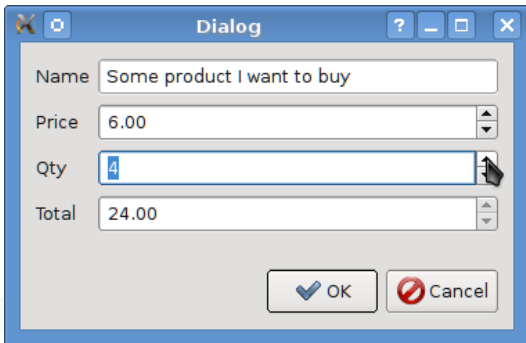 Dialog ?
Name Some product I want to buy
Price 6.00
Qty 4
Total 24.00
OK Cancel